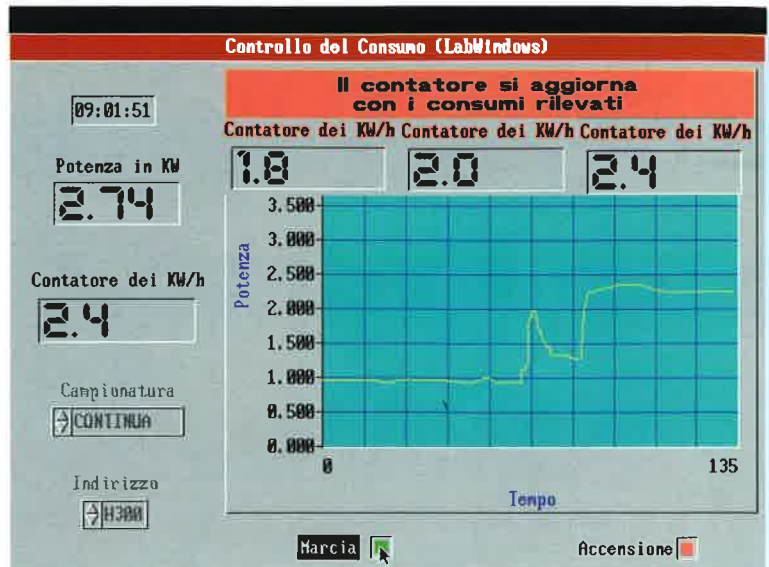 Controllo del Consumo (LabWindows)
09:01:51
Il contatore si aggiorna
con i consumi rilevati
Contatore dei KW/h Contatore dei KW/h Contatore dei KW/h
1.8 2.0 2.4
Potenza in KW
2.74
Contatore dei KW/h
2.4
Campionatura
CONTINUA
Indirizzo
H300
Potenza
3.500
3.000
2.500
2.000
1.500
1.000
0.500
0.000
0 135
Tempo
Marcia Accensione